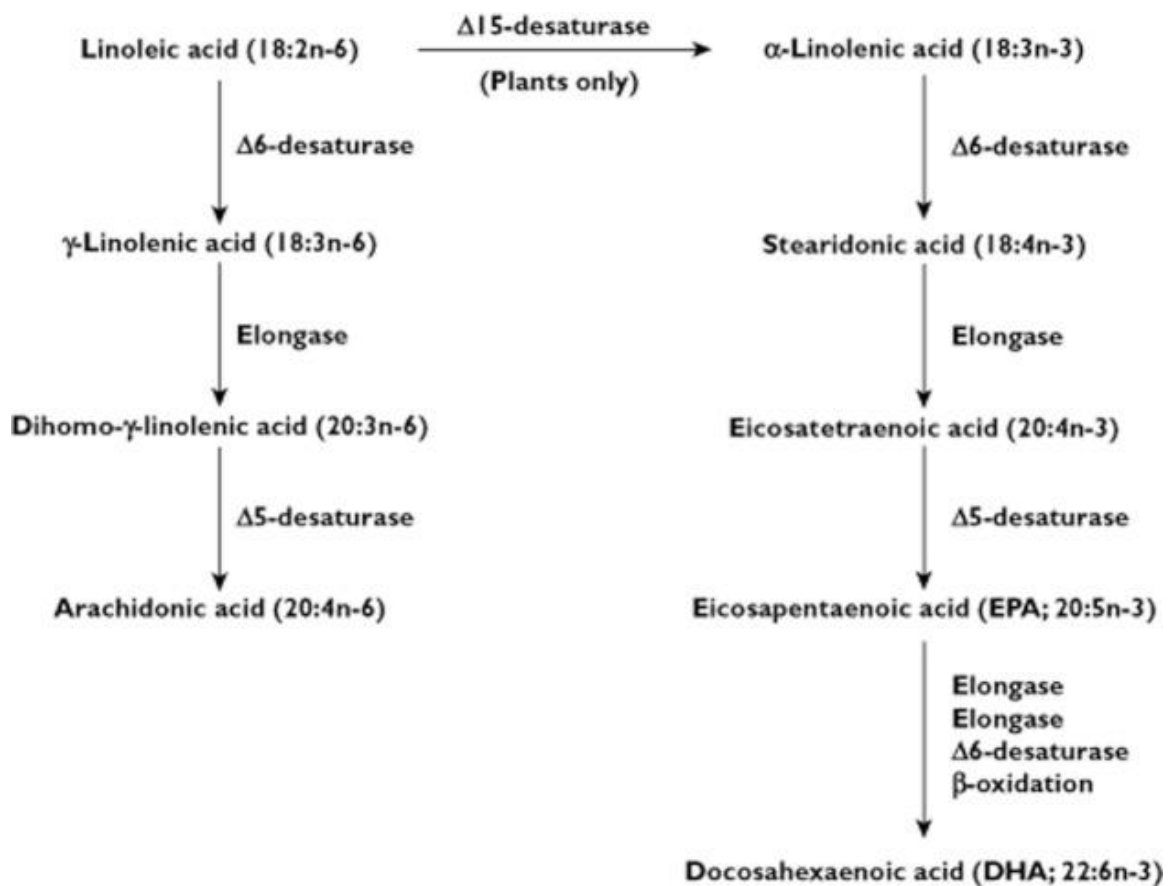 Linoleic acid (18:2n-6)
Δ15-desaturase
(Plants only)
α-Linolenic acid (18:3n-3)
Δ6-desaturase
Δ6-desaturase
γ-Linolenic acid (18:3n-6)
Stearidonic acid (18:4n-3)
Elongase
Elongase
Dihomo-γ-linolenic acid (20:3n-6)
Eicosatetraenoic acid (20:4n-3)
Δ5-desaturase
Δ5-desaturase
Arachidonic acid (20:4n-6)
Eicosapentaenoic acid (EPA; 20:5n-3)
Elongase
Elongase
Δ6-desaturase
β-oxidation
Docosahexaenoic acid (DHA; 22:6n-3)